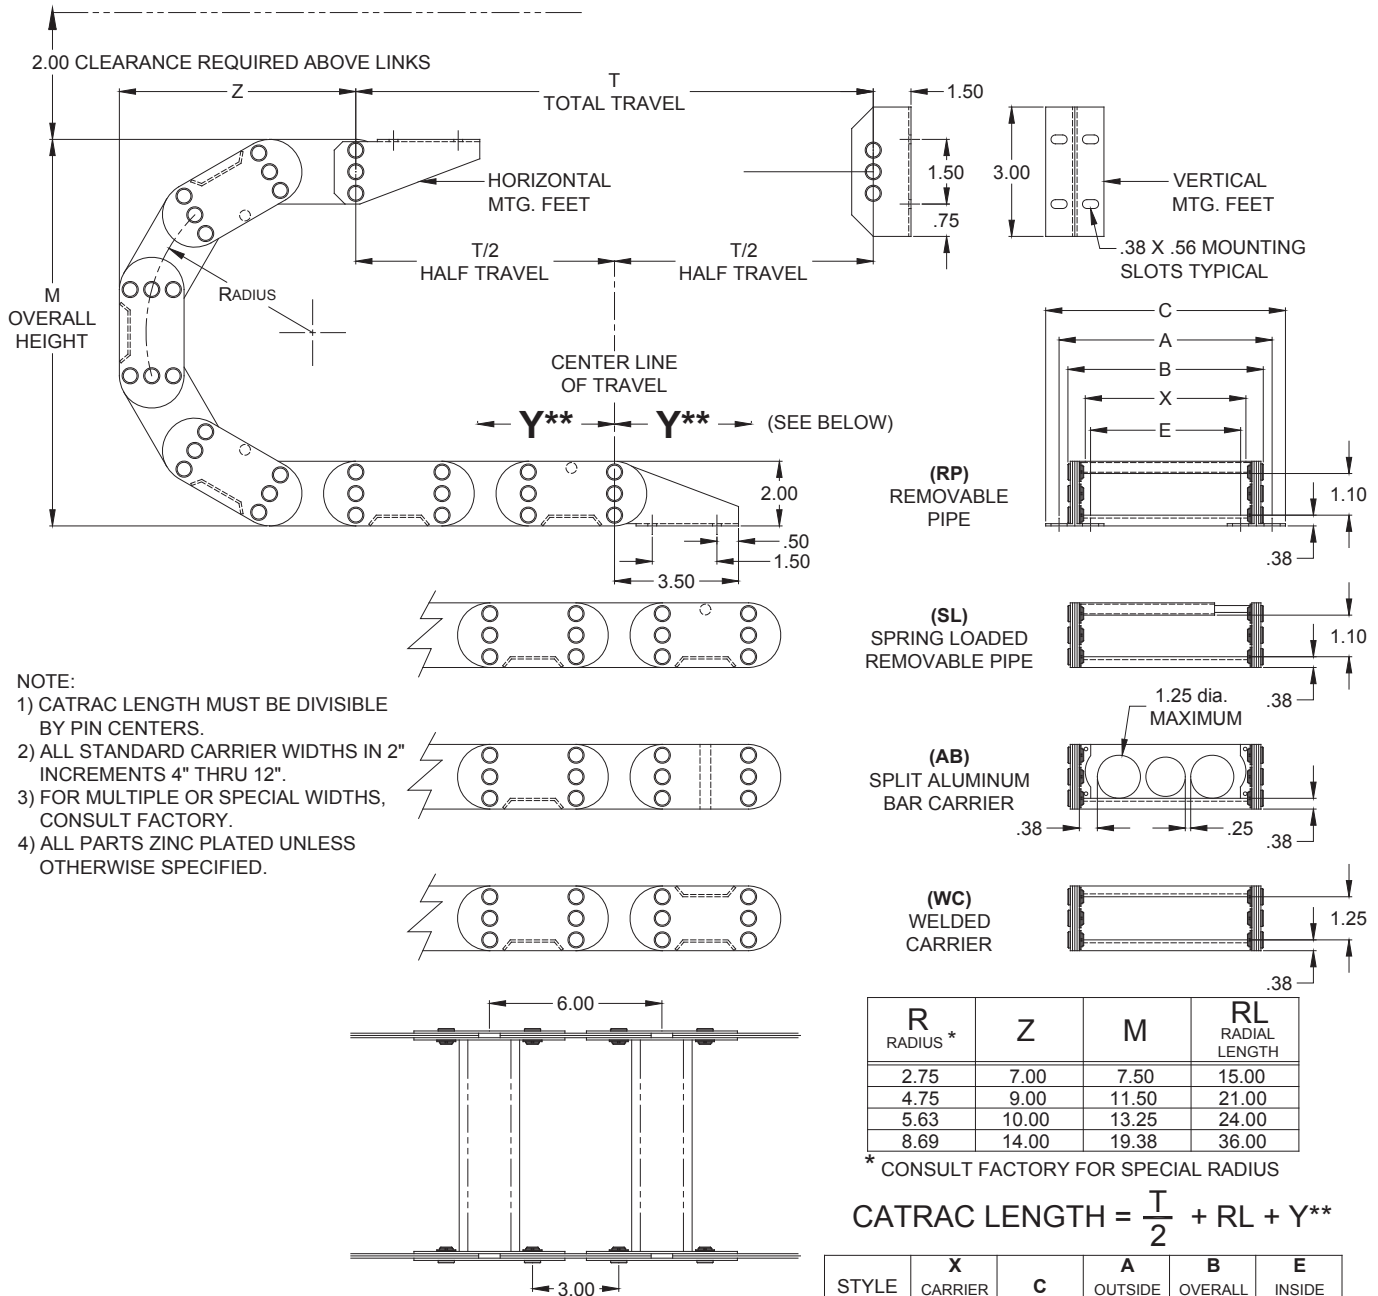 2.00 CLEARANCE REQUIRED ABOVE LINKS
Z
T
TOTAL TRAVEL
1.50
HORIZONTAL
MTG. FEET
1.50
.75
3.00
VERTICAL
MTG. FEET
.38 X .56 MOUNTING
SLOTS TYPICAL
T/2
HALF TRAVEL
T/2
HALF TRAVEL
RADIUS
M
OVERALL
HEIGHT
CENTER LINE
OF TRAVEL
Y**
Y**
(SEE BELOW)
2.00
.50
1.50
3.50
C
A
B
X
E
(RP)
REMOVABLE
PIPE
1.10
.38
(SL)
SPRING LOADED
REMOVABLE PIPE
1.10
.38
NOTE:
1) CATRAC LENGTH MUST BE DIVISIBLE
BY PIN CENTERS.
2) ALL STANDARD CARRIER WIDTHS IN 2"
INCREMENTS 4" THRU 12".
3) FOR MULTIPLE OR SPECIAL WIDTHS,
CONSULT FACTORY.
4) ALL PARTS ZINC PLATED UNLESS
OTHERWISE SPECIFIED.
1.25 dia.
MAXIMUM
(AB)
SPLIT ALUMINUM
BAR CARRIER
.38
.25
.38
(WC)
WELDED
CARRIER
1.25
.38
6.00
3.00
R RADIUS * Z M RL RADIAL LENGTH
2.75 7.00 7.50 15.00
4.75 9.00 11.50 21.00
5.63 10.00 13.25 24.00
8.69 14.00 19.38 36.00
* CONSULT FACTORY FOR SPECIAL RADIUS
CATRAC LENGTH = T/2 + RL + Y**
STYLE X CARRIER C A OUTSIDE B OVERALL E INSIDE